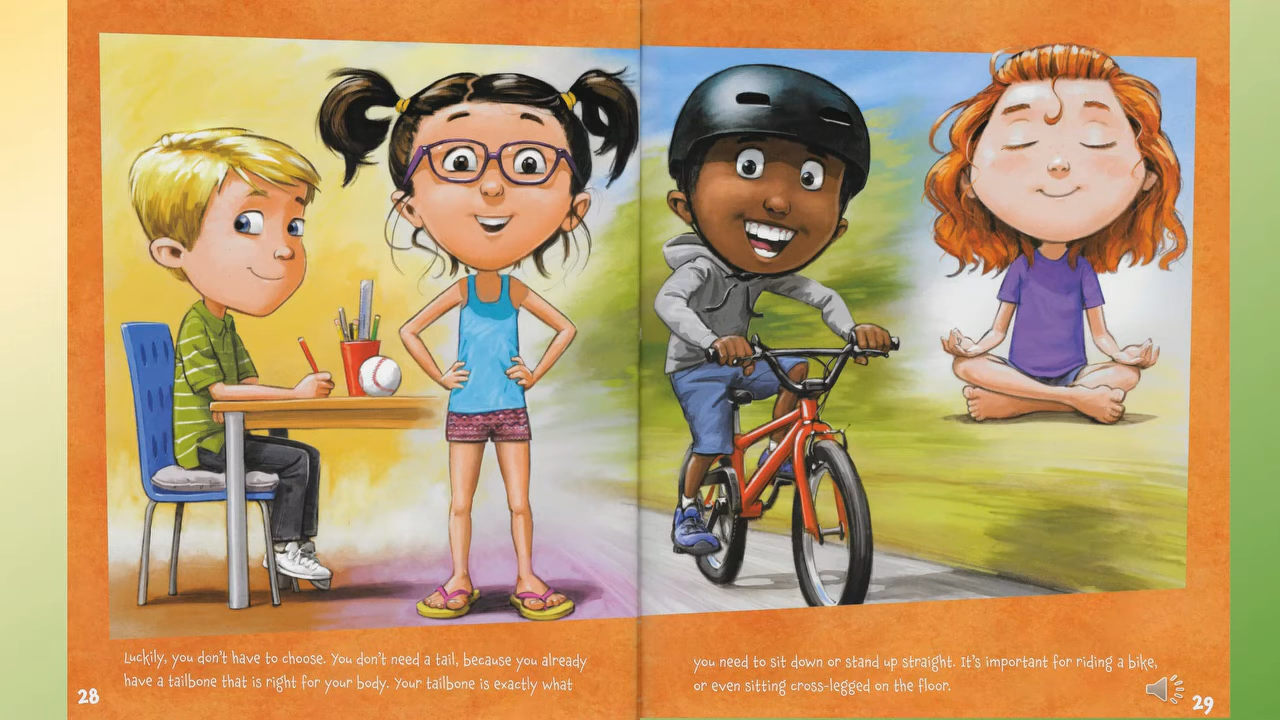 Luckily, you don't have to choose. You don't need a tail, because you already
have a tailbone that is right for your body. Your tailbone is exactly what
28
you need to sit down or stand up straight. It's important for riding a bike,
or even sitting cross-legged on the floor.
29